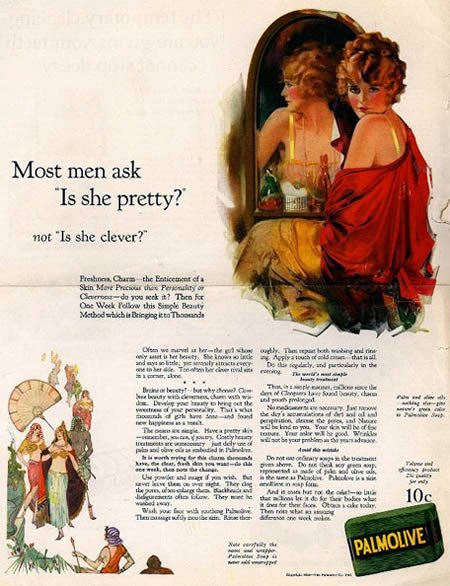 Most men ask
"Is she pretty?"
not "Is she clever?"
Freshness, Charm—the Enticement of a
Skin More Precious than Personality or
Cleverness—do you seek it? Then for
One Week Follow this Simple Beauty
Method which is Bringing it to Thousands
Often we marvel at her—the girl whose
only asset is her beauty. She knows so little
and says so little, yet strongly attracts every-
one to her side. Too often her clever rival sits
in a corner, alone.
Brains or beauty?—but why choose? Com-
bine beauty with cleverness, charm with wis-
dom. Develop your beauty to bring out the
sweetness of your personality. That's what
thousands of girls have done—and found
new happiness as a result.
The means are simple. Have a pretty skin
—remember, you can, if you try. Costly beauty
treatments are unnecessary—just daily use of
palm and olive oils as embodied in Palmolive.
It is worth trying for this charm thousands
have, the clear, fresh skin you want—do this
one week, then note the change.
Use powder and rouge if you wish. But
never leave them on over night. They clog
the pores, often enlarge them. Blackheads and
disfigurements often follow. They must be
washed away.
Wash your face with soothing Palmolive.
Then massage softly into the skin. Rinse thor-
oughly. Then repeat both washing and rins-
ing. Apply a touch of cold cream—that is all.
Do this regularly, and particularly in the
evening.
The world's most simple
beauty treatment
Thus, in a simple manner, millions since the
days of Cleopatra have found beauty, charm
and youth prolonged.
No medicaments are necessary. Just remove
the day's accumulations of dirt and oil and
perspiration, cleanse the pores, and Nature
will be kind to you. Your skin will be of fine
texture. Your color will be good. Wrinkles
will not be your problem as the years advance.
Avoid this mistake
Do not use ordinary soaps in the treatment
given above. Do not think any green soap,
represented as made of palm and olive oils,
is the same as Palmolive. Palmolive is a skin
emollient in soap form.
And it costs but 10c the cake!—so little
that millions let it do for their bodies what
it does for their faces. Obtain a cake today.
Then note what an amazing
difference one week makes.
Note carefully the
name and wrapper.
Palmolive Soap is
never sold unwrapped
Palm and olive oils
—nothing else—give
nature's green color
to Palmolive Soap.
Volume and
efficiency produce
25c quality
for only
10c
PALMOLIVE